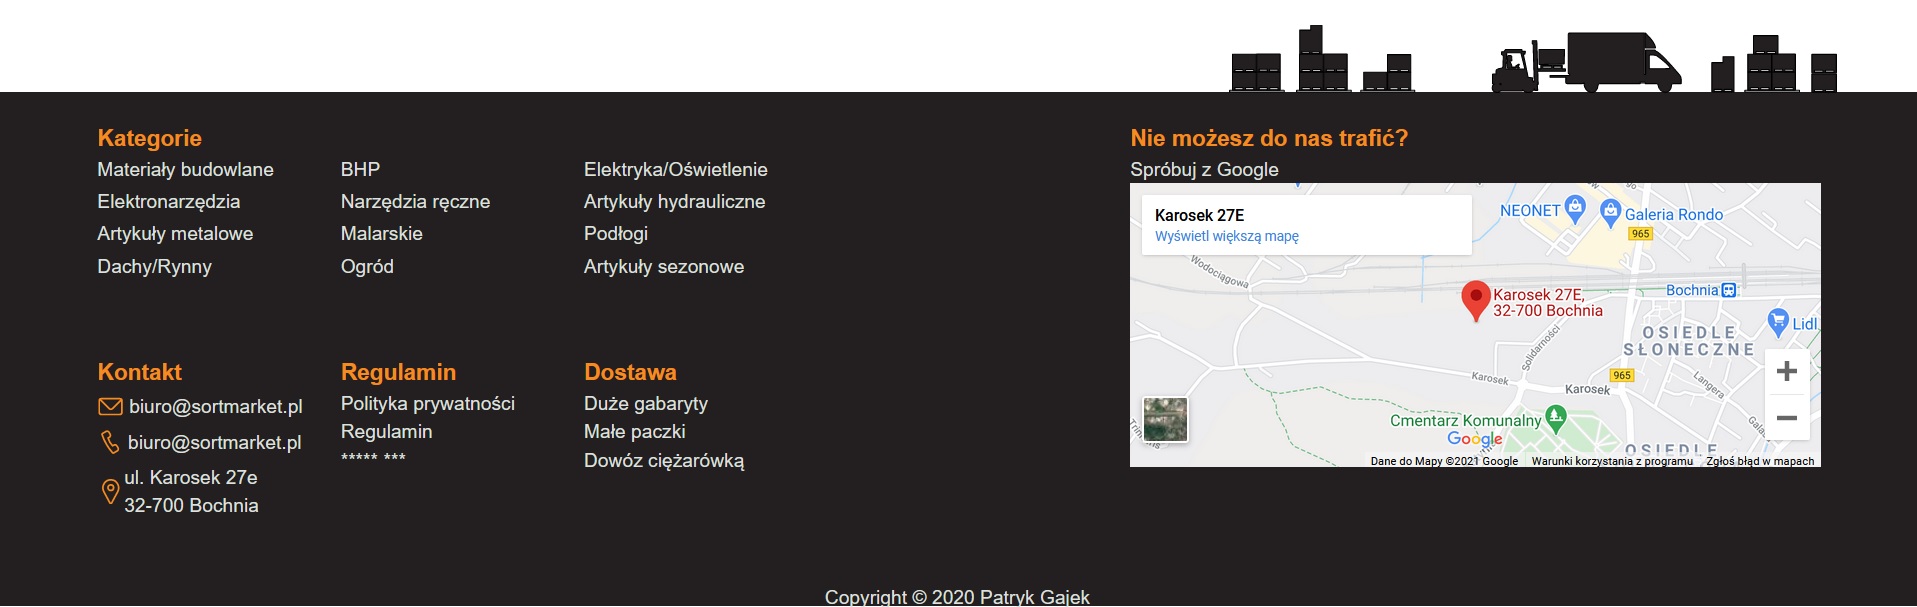 Kategorie
Materiały budowlane
Elektronarzędzia
Artykuły metalowe
Dachy/Rynny
BHP
Narzędzia ręczne
Malarskie
Ogród
Elektryka/Oświetlenie
Artykuły hydrauliczne
Podłogi
Artykuły sezonowe
Kontakt
biuro@sortmarket.pl
biuro@sortmarket.pl
ul. Karosek 27e
32-700 Bochnia
Regulamin
Polityka prywatności
Regulamin
***** ***
Dostawa
Duże gabaryty
Małe paczki
Dowóz ciężarówką
Nie możesz do nas trafić?
Spróbuj z Google
Karosek 27E
Wyświetl większą mapę
NEONET
Galeria Rondo
965
Wodociągowa
Bochnia
Karosek 27E,
32-700 Bochnia
Lidl
OSIEDLE
SŁONECZNE
Solidarności
965
Karosek
Karosek
Langera
Cmentarz Komunalny
Google
OSIEDLE
Dane do Mapy ©2021 Google
Warunki korzystania z programu
Zgłoś błąd w mapach
Copyright © 2020 Patryk Gajek